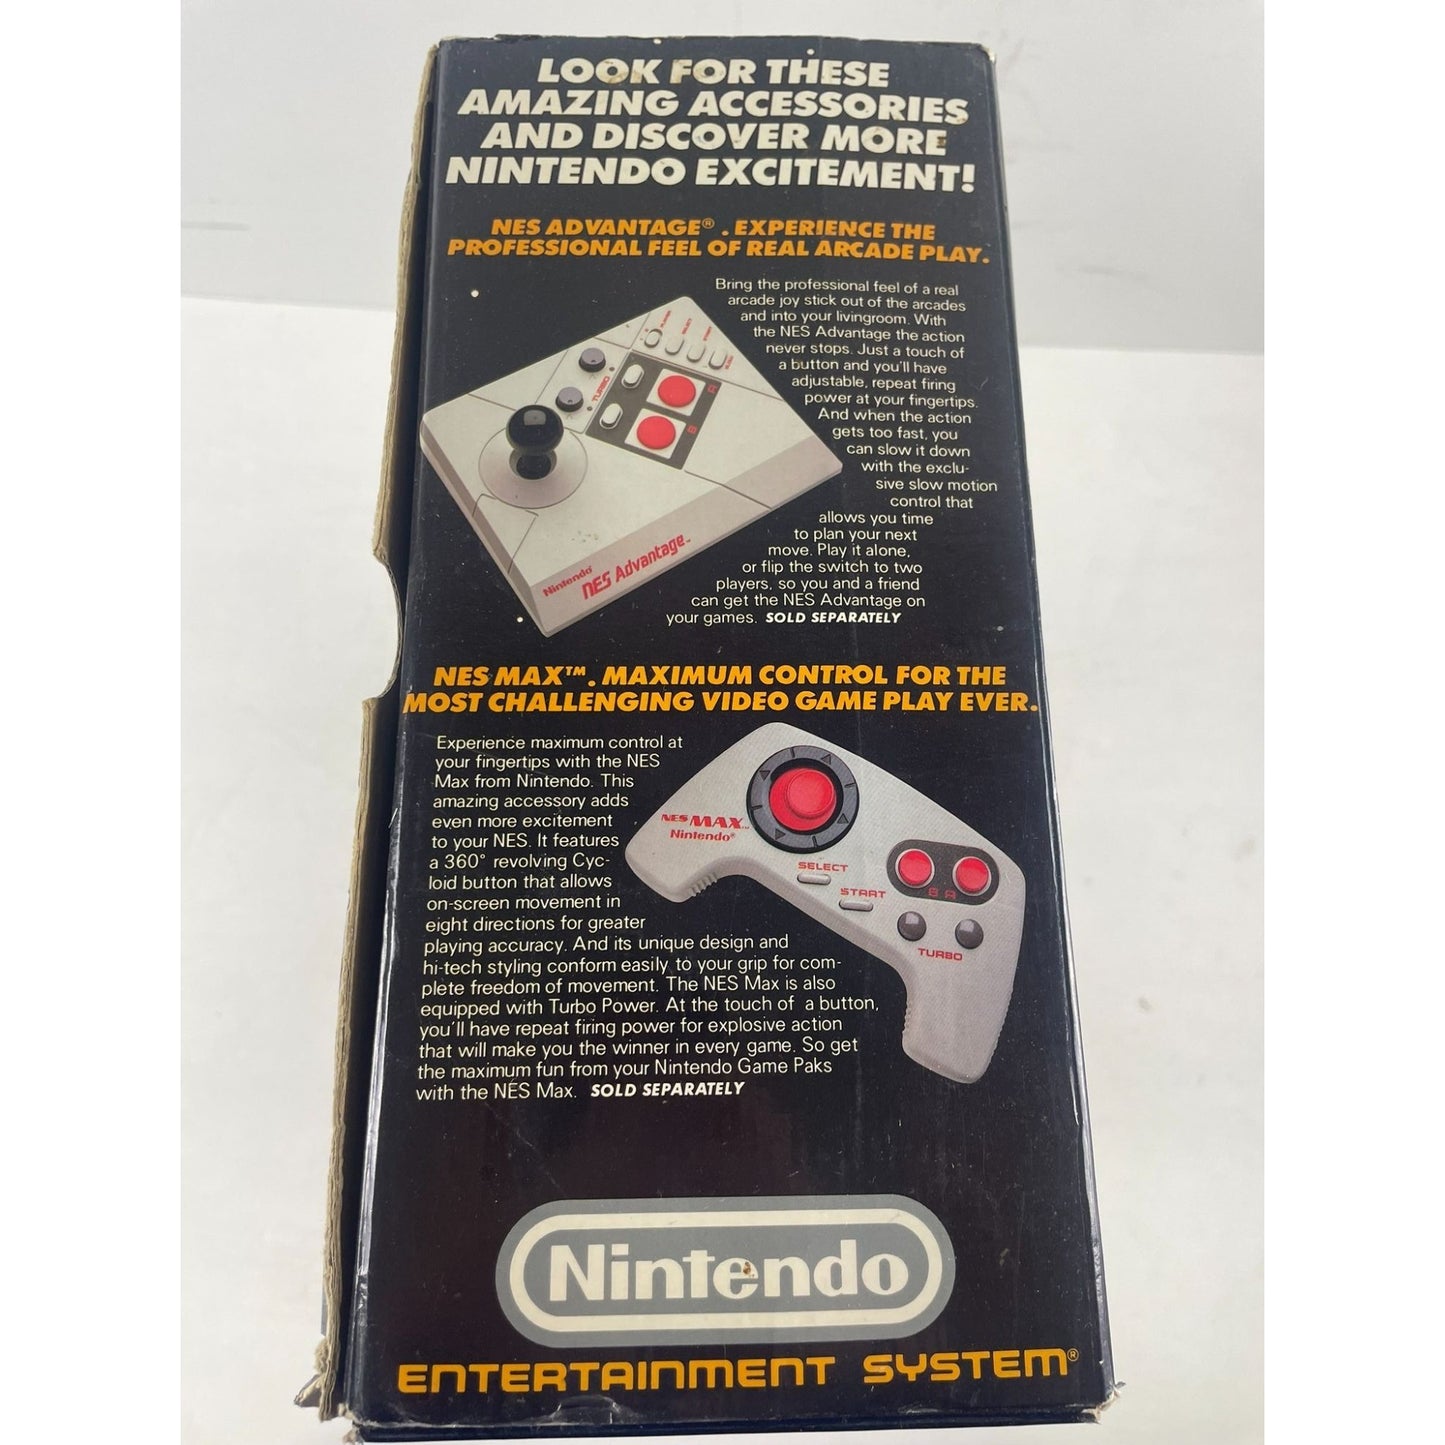 LOOK FOR THESE
AMAZING ACCESSORIES
AND DISCOVER MORE
NINTENDO EXCITEMENT!
NES ADVANTAGE®. EXPERIENCE THE
PROFESSIONAL FEEL OF REAL ARCADE PLAY.
Bring the professional feel of a real
arcade joy stick out of the arcades
and into your livingroom. With
the NES Advantage the action
never stops. Just a touch of
a button and you'll have
adjustable, repeat firing
power at your fingertips.
And when the action
gets too fast, you
can slow it down
with the exclu-
sive slow motion
control that
allows you time
to plan your next
move. Play it alone,
or flip the switch to two
players, so you and a friend
can get the NES Advantage on
your games. SOLD SEPARATELY
SELECT
START
SLOW
TURBO
A
B
Nintendo®
NES Advantage™
NES MAX™. MAXIMUM CONTROL FOR THE
MOST CHALLENGING VIDEO GAME PLAY EVER.
Experience maximum control at
your fingertips with the NES
Max from Nintendo. This
amazing accessory adds
even more excitement
to your NES. It features
a 360° revolving Cyc-
loid button that allows
on-screen movement in
eight directions for greater
playing accuracy. And its unique design and
hi-tech styling conform easily to your grip for com-
plete freedom of movement. The NES Max is also
equipped with Turbo Power. At the touch of a button,
you'll have repeat firing power for explosive action
that will make you the winner in every game. So get
the maximum fun from your Nintendo Game Paks
with the NES Max. SOLD SEPARATELY
NES MAX™
Nintendo®
SELECT
START
B A
TURBO
Nintendo
ENTERTAINMENT SYSTEM®